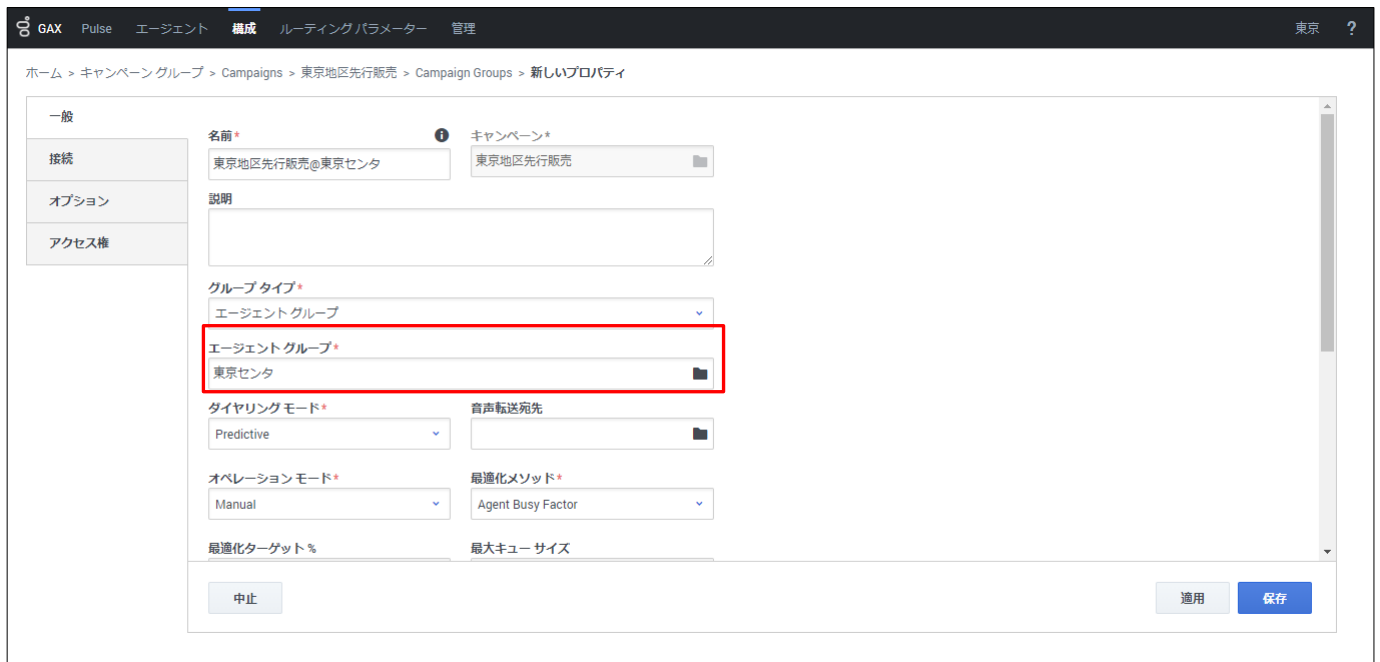 GAX Pulse エージェント 構成 ルーティング パラメーター 管理 東京 ?
ホーム > キャンペーン グループ > Campaigns > 東京地区先行販売 > Campaign Groups > 新しいプロパティ
一般
接続
オプション
アクセス権
名前* キャンペーン*
東京地区先行販売@東京センタ 東京地区先行販売
説明
グループ タイプ*
エージェント グループ
エージェント グループ*
東京センタ
ダイヤリング モード* 音声転送宛先
Predictive
オペレーション モード* 最適化メソッド*
Manual Agent Busy Factor
最適化ターゲット % 最大キュー サイズ
中止 適用 保存